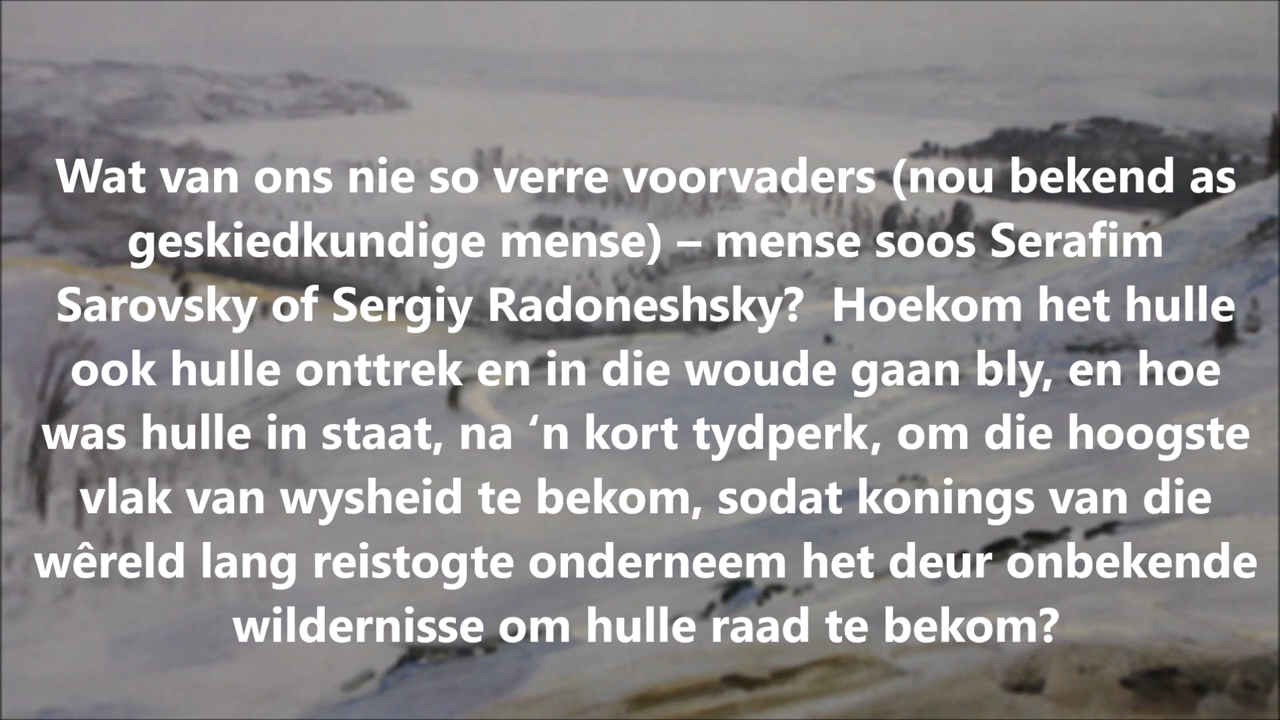 Wat van ons nie so verre voorvaders (nou bekend as
geskiedkundige mense) – mense soos Serafim
Sarovsky of Sergiy Radoneshsky?  Hoekom het hulle
ook hulle onttrek en in die woude gaan bly, en hoe
was hulle in staat, na ‘n kort tydperk, om die hoogste
vlak van wysheid te bekom, sodat konings van die
wêreld lang reistogte onderneem het deur onbekende
wildernisse om hulle raad te bekom?